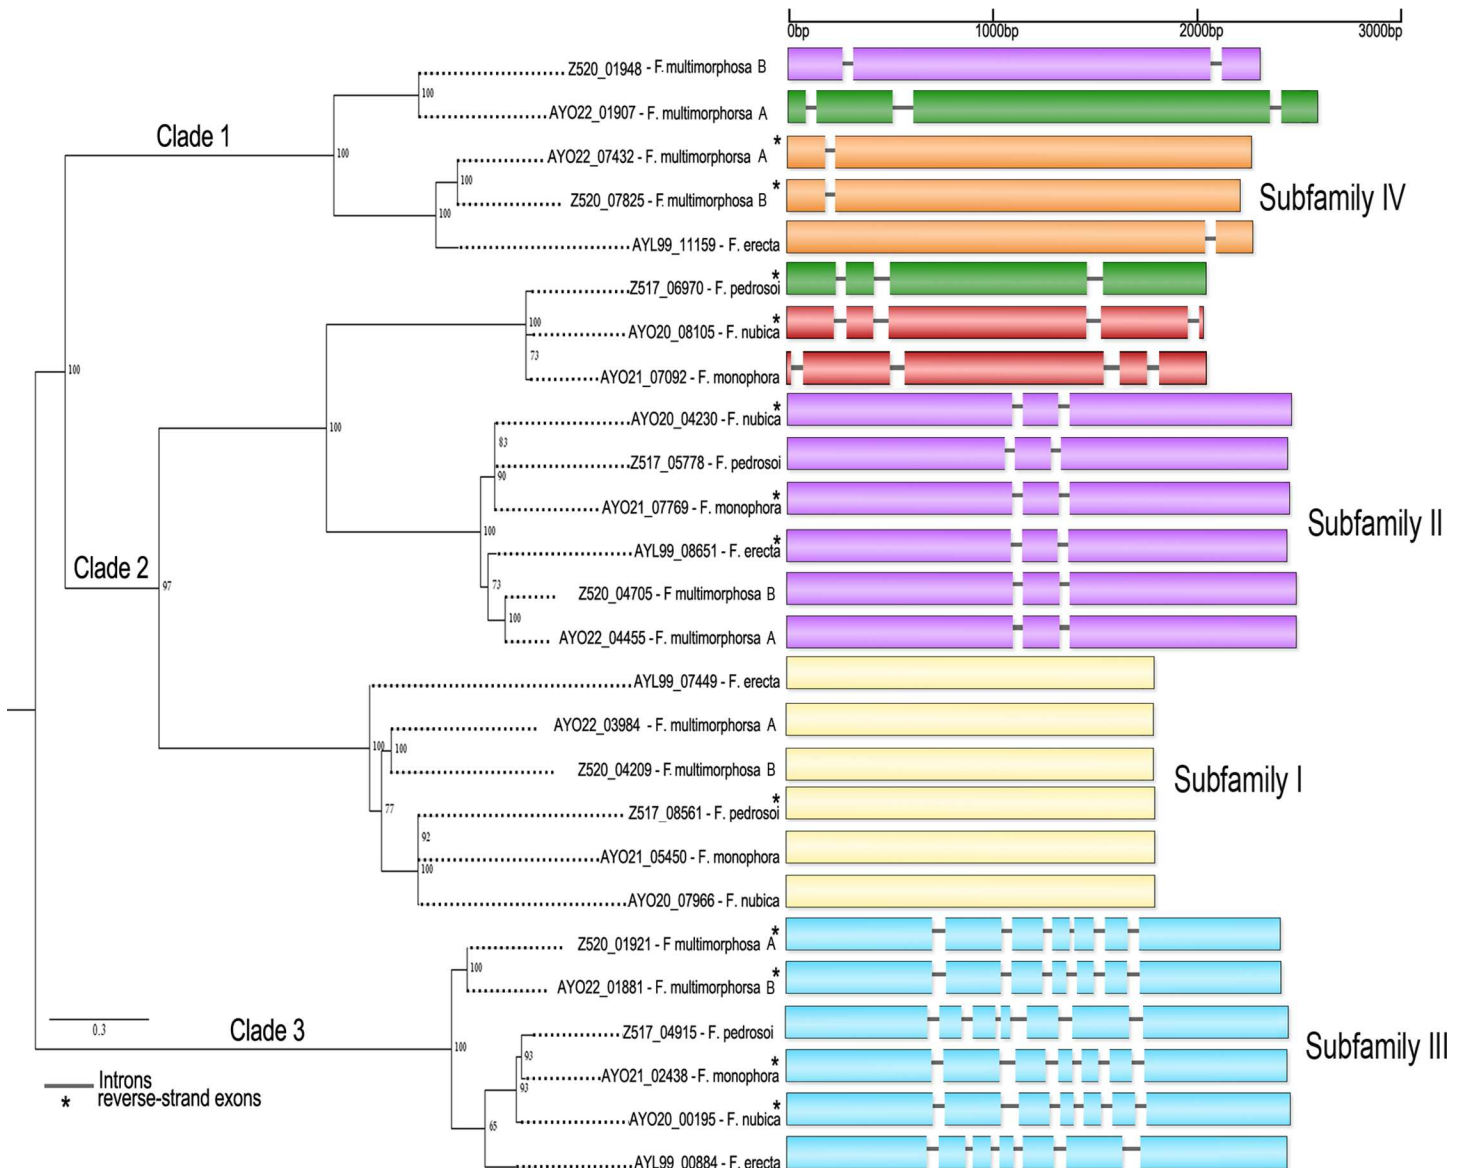 0bp 1000bp 2000bp 3000bp
Z520_01948 - F. multimorphosa B
100
AYO22_01907 - F. multimorphorsa A
Clade 1
100
AYO22_07432 - F. multimorphorsa A *
100
Z520_07825 - F. multimorphosa B *
Subfamily IV
100
AYL99_11159 - F. erecta
Z517_06970 - F. pedrosoi *
100
AYO20_08105 - F. nubica *
73
100
AYO21_07092 - F. monophora
AYO20_04230 - F. nubica *
100
83
Z517_05778 - F. pedrosoi
90
AYO21_07769 - F. monophora *
Subfamily II
100
AYL99_08651 - F. erecta *
Clade 2
97
73
Z520_04705 - F multimorphosa B
100
AYO22_04455 - F. multimorphorsa A
AYL99_07449 - F. erecta
AYO22_03984 - F. multimorphorsa A
100 100
Z520_04209 - F. multimorphosa B
Subfamily I
77
Z517_08561 - F. pedrosoi *
92
AYO21_05450 - F. monophora
100
AYO20_07966 - F. nubica
Z520_01921 - F multimorphosa A *
100
AYO22_01881 - F. multimorphosa B *
0.3
Clade 3
Z517_04915 - F. pedrosoi
100
93
Subfamily III
AYO21_02438 - F. monophora *
93
Introns
* reverse-strand exons
AYO20_00195 - F. nubica *
65
AYL99_00884 - F. erecta